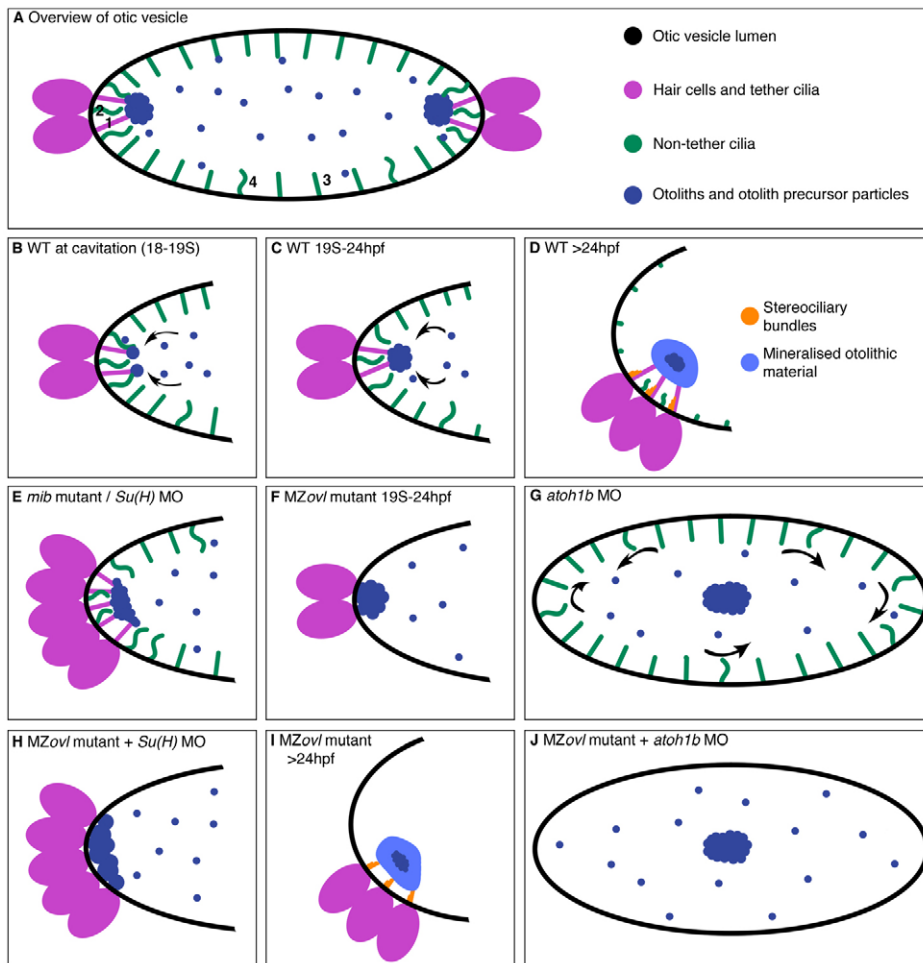 A Overview of otic vesicle
Otic vesicle lumen
Hair cells and tether cilia
Non-tether cilia
Otoliths and otolith precursor particles
2
1
4
3
B WT at cavitation (18-19S)
C WT 19S-24hpf
D WT >24hpf
Stereociliary
bundles
Mineralised otolithic
material
E mib mutant / Su(H) MO
F MZovl mutant 19S-24hpf
G atoh1b MO
H MZovl mutant + Su(H) MO
I MZovl mutant
>24hpf
J MZovl mutant + atoh1b MO